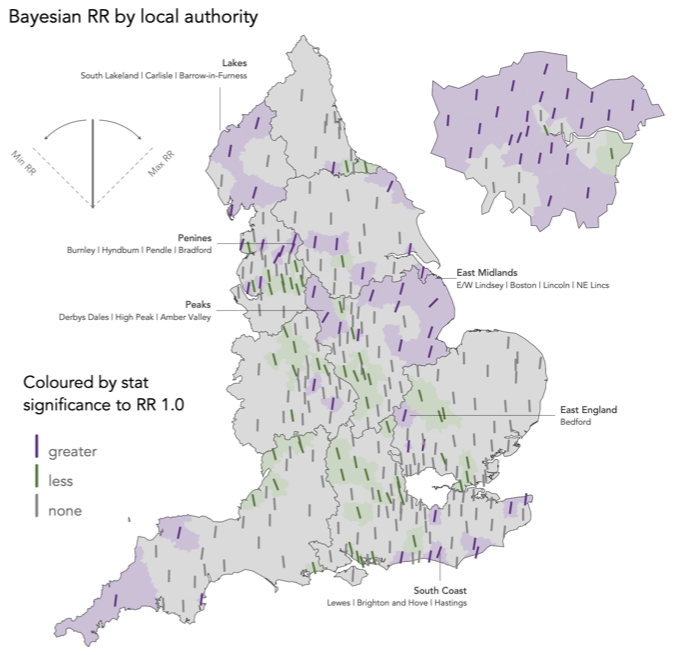 Bayesian RR by local authority
Lakes
South Lakeland | Carlisle | Barrow-in-Furness
Min RR
Max RR
Penines
Burnley | Hyndburn | Pendle | Bradford
East Midlands
E/W Lindsey | Boston | Lincoln | NE Lincs
Peaks
Derbys Dales | High Peak | Amber Valley
Coloured by stat
significance to RR 1.0
greater
less
none
East England
Bedford
South Coast
Lewes | Brighton and Hove | Hastings